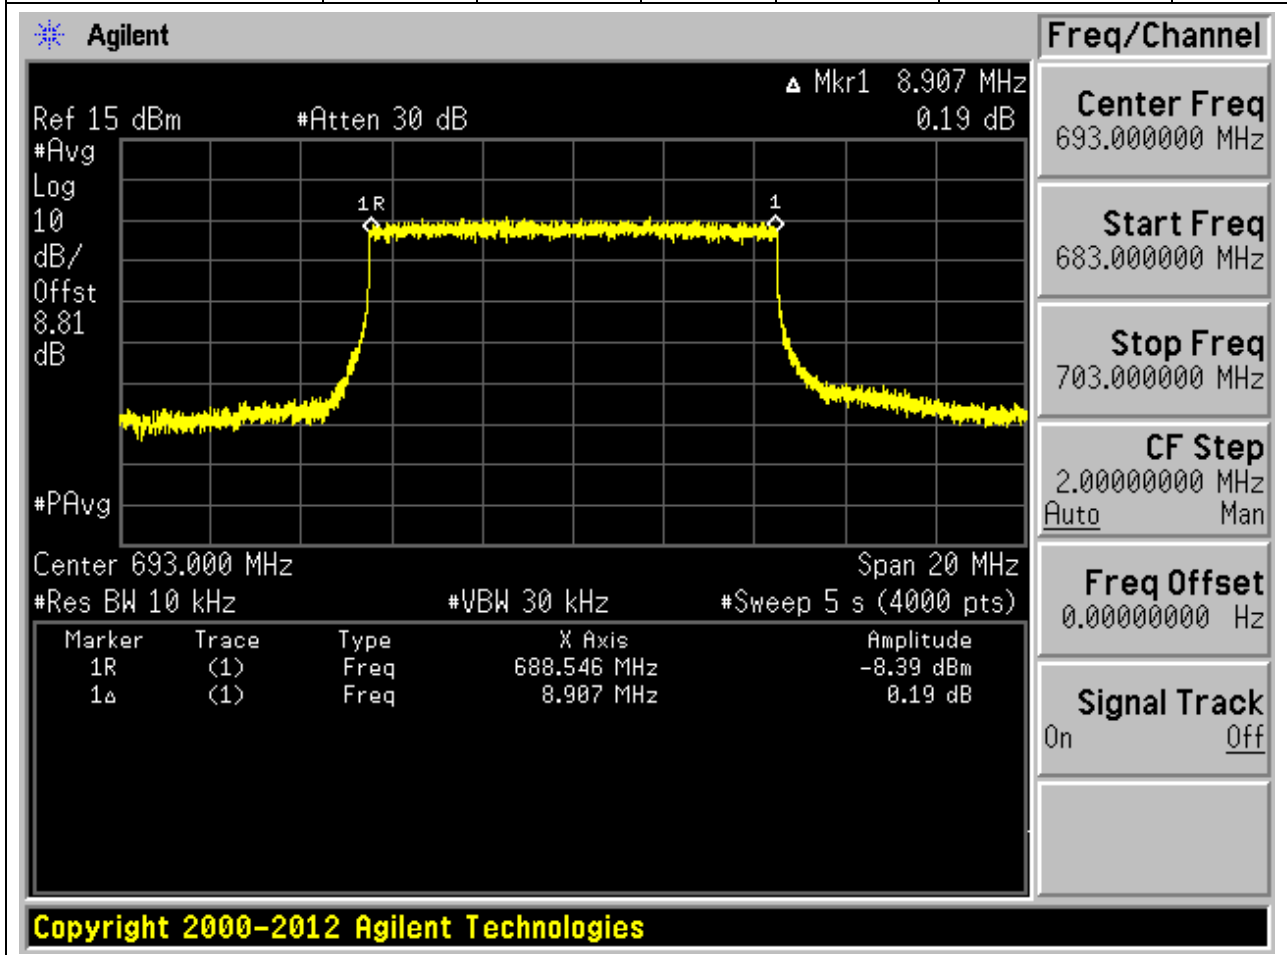 Agilent
Freq/Channel
Δ Mkr1 8.907 MHz
Ref 15 dBm #Atten 30 dB 0.19 dB
#Avg
Log
10
dB/
Offst
8.81
dB
1R
1
#PAvg
Center 693.000 MHz Span 20 MHz
#Res BW 10 kHz #VBW 30 kHz #Sweep 5 s (4000 pts)
Marker Trace Type X Axis Amplitude
1R (1) Freq 688.546 MHz -8.39 dBm
1Δ (1) Freq 8.907 MHz 0.19 dB
Center Freq
693.000000 MHz
Start Freq
683.000000 MHz
Stop Freq
703.000000 MHz
CF Step
2.00000000 MHz
Auto Man
Freq Offset
0.00000000 Hz
Signal Track
On Off
Copyright 2000-2012 Agilent Technologies